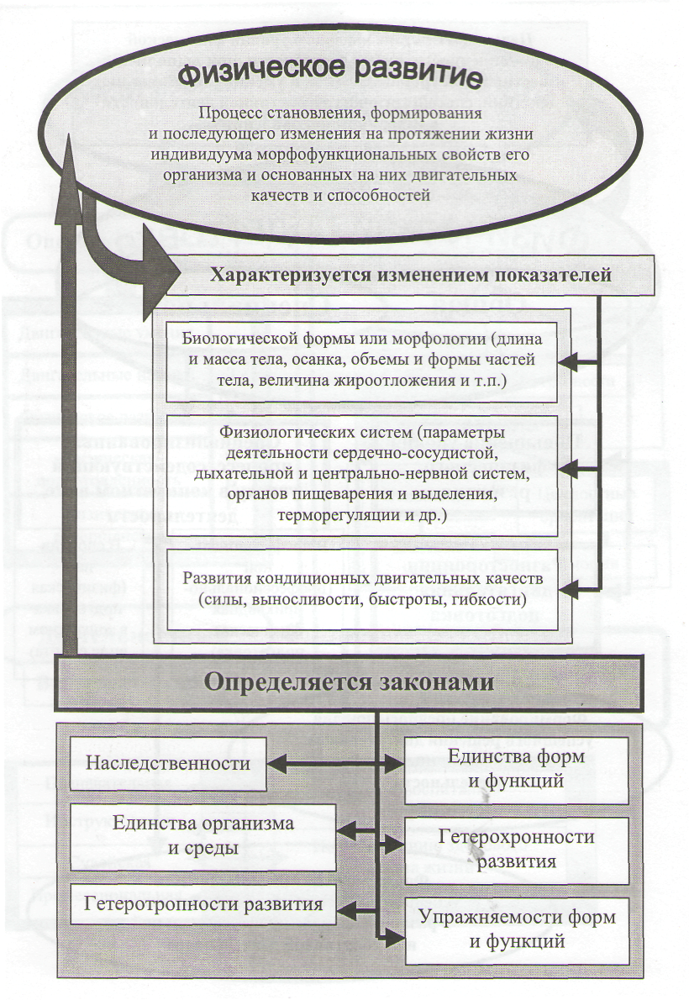 Физическое развитие
Процесс становления, формирования
и последующего изменения на протяжении жизни
индивидуума морфофункциональных свойств его
организма и основанных на них двигательных
качеств и способностей
Характеризуется изменением показателей
Биологической формы или морфологии (длина
и масса тела, осанка, объемы и формы частей
тела, величина жироотложения и т.п.)
Физиологических систем (параметры
деятельности сердечно-сосудистой,
дыхательной и центрально-нервной систем,
органов пищеварения и выделения,
терморегуляции и др.)
Развития кондиционных двигательных качеств
(силы, выносливости, быстроты, гибкости)
Определяется законами
Наследственности
Единства форм
и функций
Единства организма
и среды
Гетерохронности
развития
Гетеротропности развития
Упражняемости форм
и функций